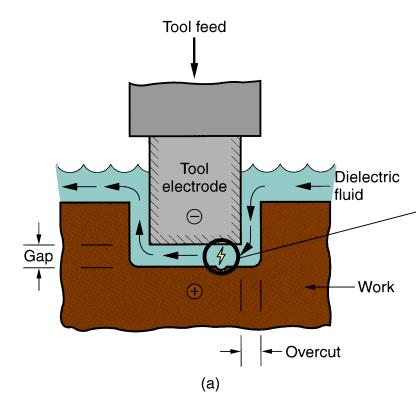 Tool feed
Tool
electrode
−
Dielectric
fluid
Gap
+
Work
Overcut
(a)